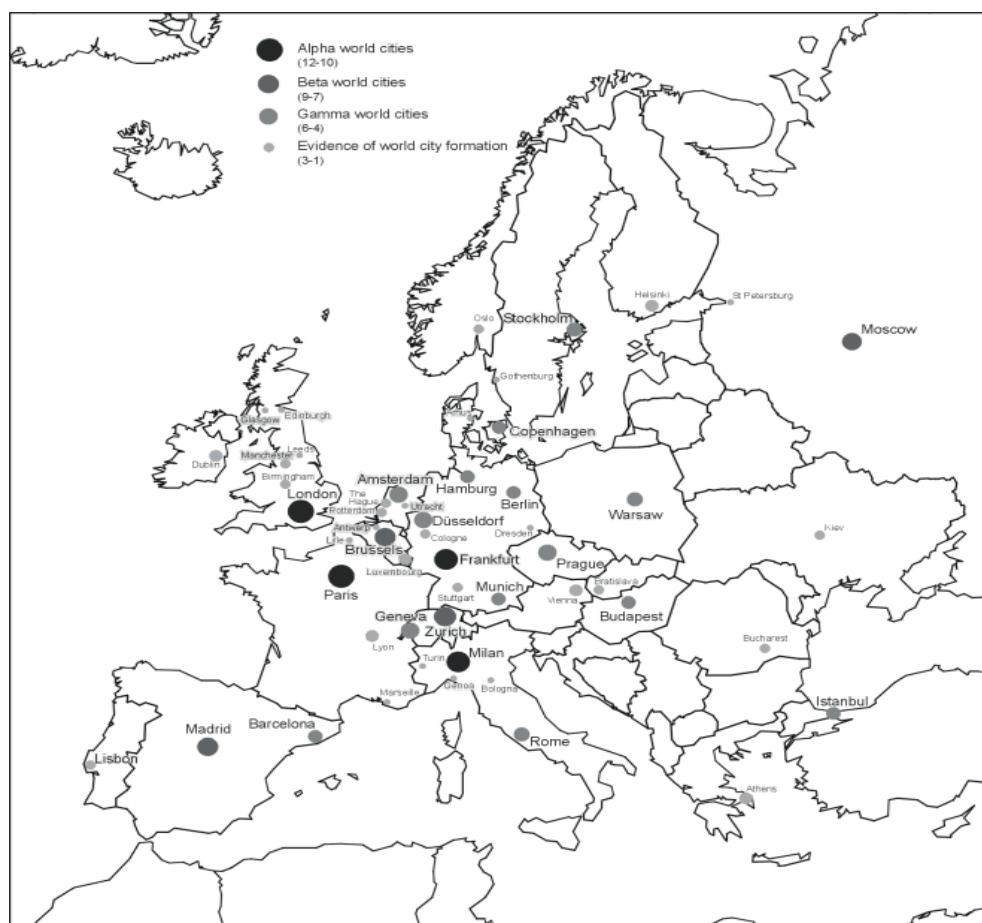 Alpha world cities
(12-10)
Beta world cities
(9-7)
Gamma world cities
(6-4)
Evidence of world city formation
(3-1)
Helsinki
St Petersburg
Oslo
Stockholm
Moscow
Gothenburg
Århus
Copenhagen
Glasgow
Edinburgh
Dublin
Manchester
Leeds
Birmingham
London
Amsterdam
The
Hague
Rotterdam
Utrecht
Hamburg
Berlin
Warsaw
Antwerp
Düsseldorf
Cologne
Dresden
Kiev
Lille
Brussels
Luxembourg
Frankfurt
Prague
Paris
Stuttgart
Munich
Vienna
Bratislava
Budapest
Geneva
Zurich
Lyon
Milan
Turin
Genoa
Bologna
Bucharest
Marseille
Madrid
Barcelona
Lisbon
Rome
Istanbul
Athens